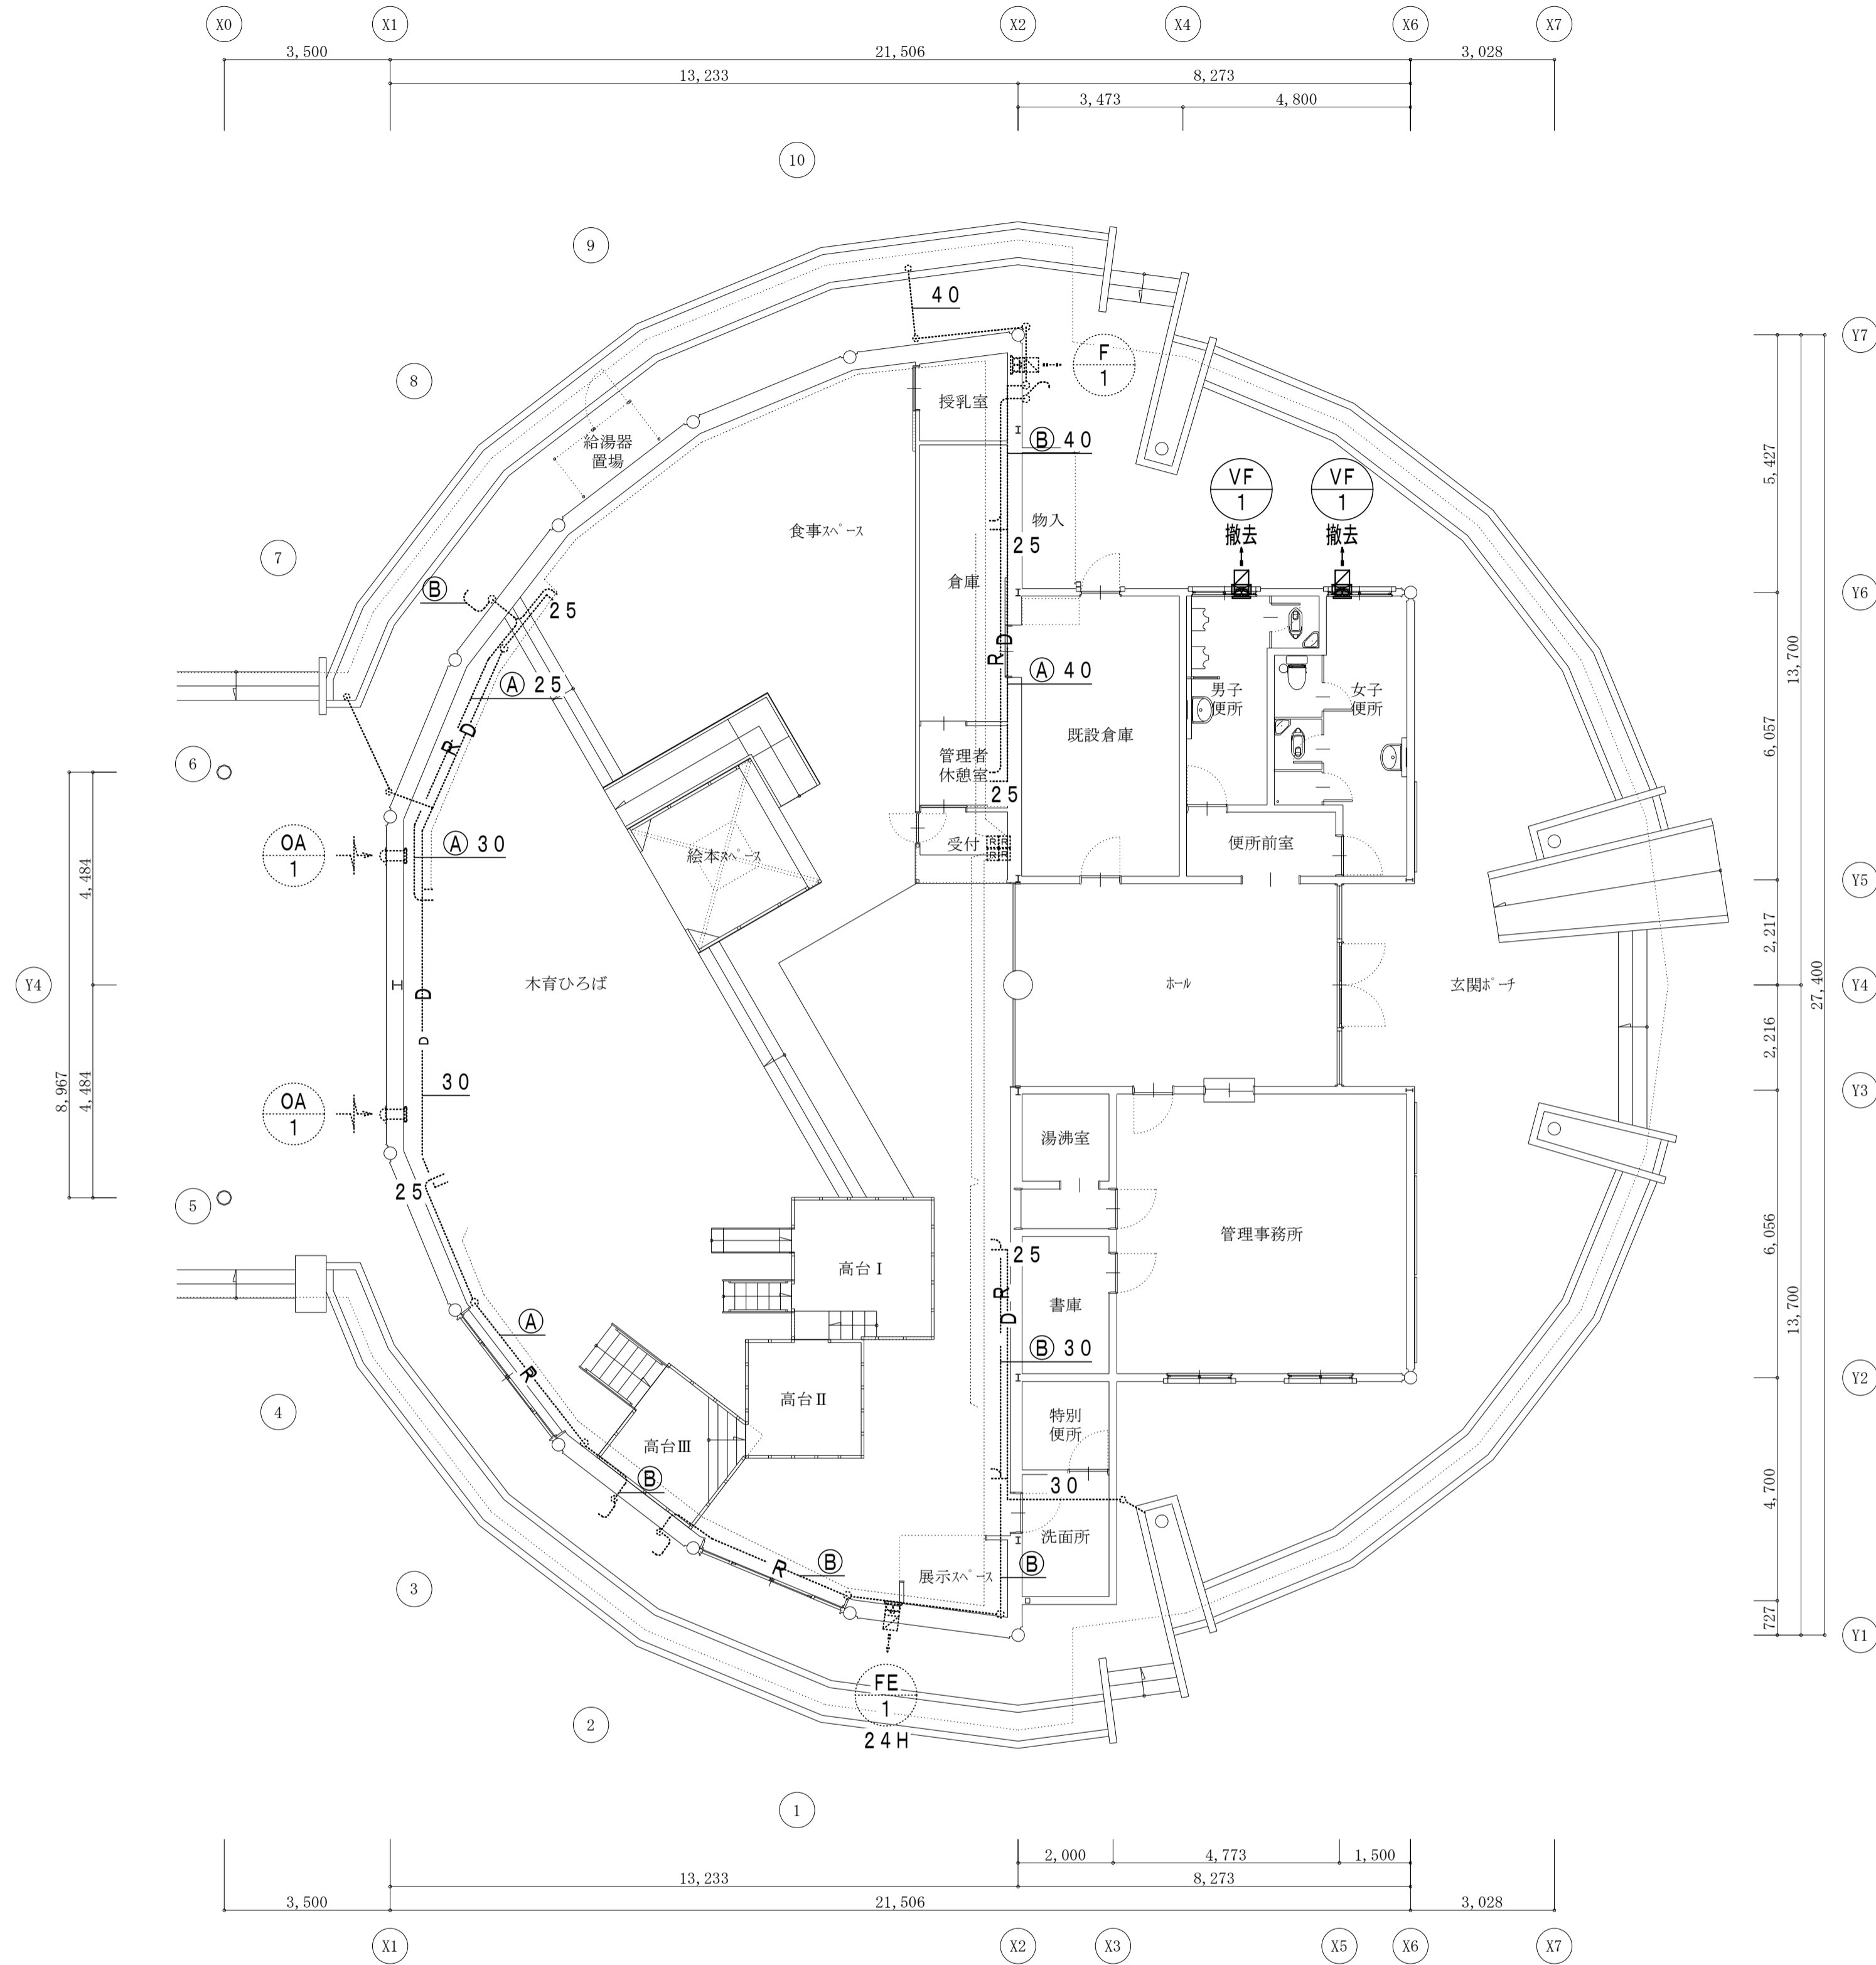 X0
X1
X2
X4
X6
X7
3,500
21,506
3,028
13,233
8,273
3,473
4,800
10
9
8
7
40
F
1
授乳室
B 40
給湯器
置場
VF
1
撤去
VF
1
撤去
食事ｽﾍﾟｰｽ
物入
25
倉庫
B
25
A 25
R
D
R
D
A 40
男子
便所
女子
便所
既設倉庫
管理者
休憩室
25
6
OA
1
A 30
絵本ｽﾍﾟｰｽ
受付
R R
R R
便所前室
Y4
8,967
4,484
4,484
木育ひろば
D
D
30
ﾎｰﾙ
玄関ﾎﾟｰﾁ
OA
1
湯沸室
5
25
高台Ⅰ
25
管理事務所
R
D
書庫
A
B 30
R
高台Ⅱ
特別
便所
4
高台Ⅲ
B
30
洗面所
R
B
展示ｽﾍﾟｰｽ
B
3
FE
1
24H
2
1
Y7
5,427
Y6
13,700
6,057
Y5
2,217
Y4
27,400
2,216
Y3
6,056
13,700
Y2
4,700
727
Y1
2,000
4,773
1,500
13,233
8,273
3,500
21,506
3,028
X1
X2
X3
X5
X6
X7